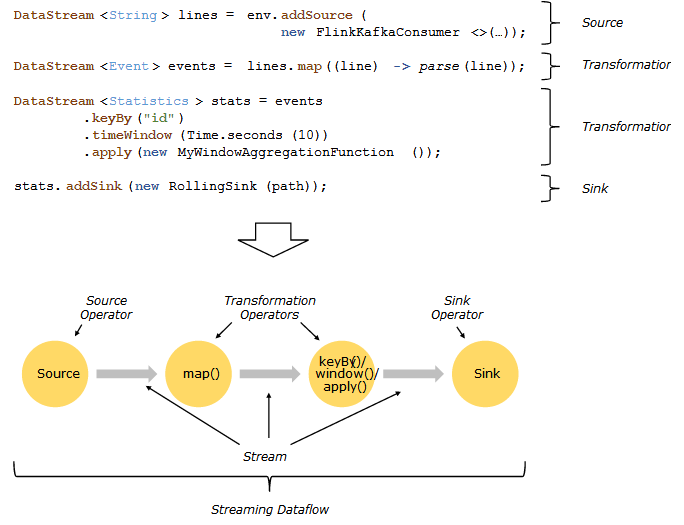 DataStream <String> lines = env.addSource (
new FlinkKafkaConsumer <>(…));
Source
DataStream <Event> events = lines.map ((line) -> parse (line));
Transformation
DataStream <Statistics> stats = events
.keyBy ("id")
.timeWindow (Time.seconds (10))
.apply (new MyWindowAggregationFunction ());
Transformation
stats. addSink (new RollingSink (path));
Sink
Source
Operator
Transformation
Operators
Sink
Operator
Source
map()
keyBy()/
window()/
apply()
Sink
Stream
Streaming Dataflow